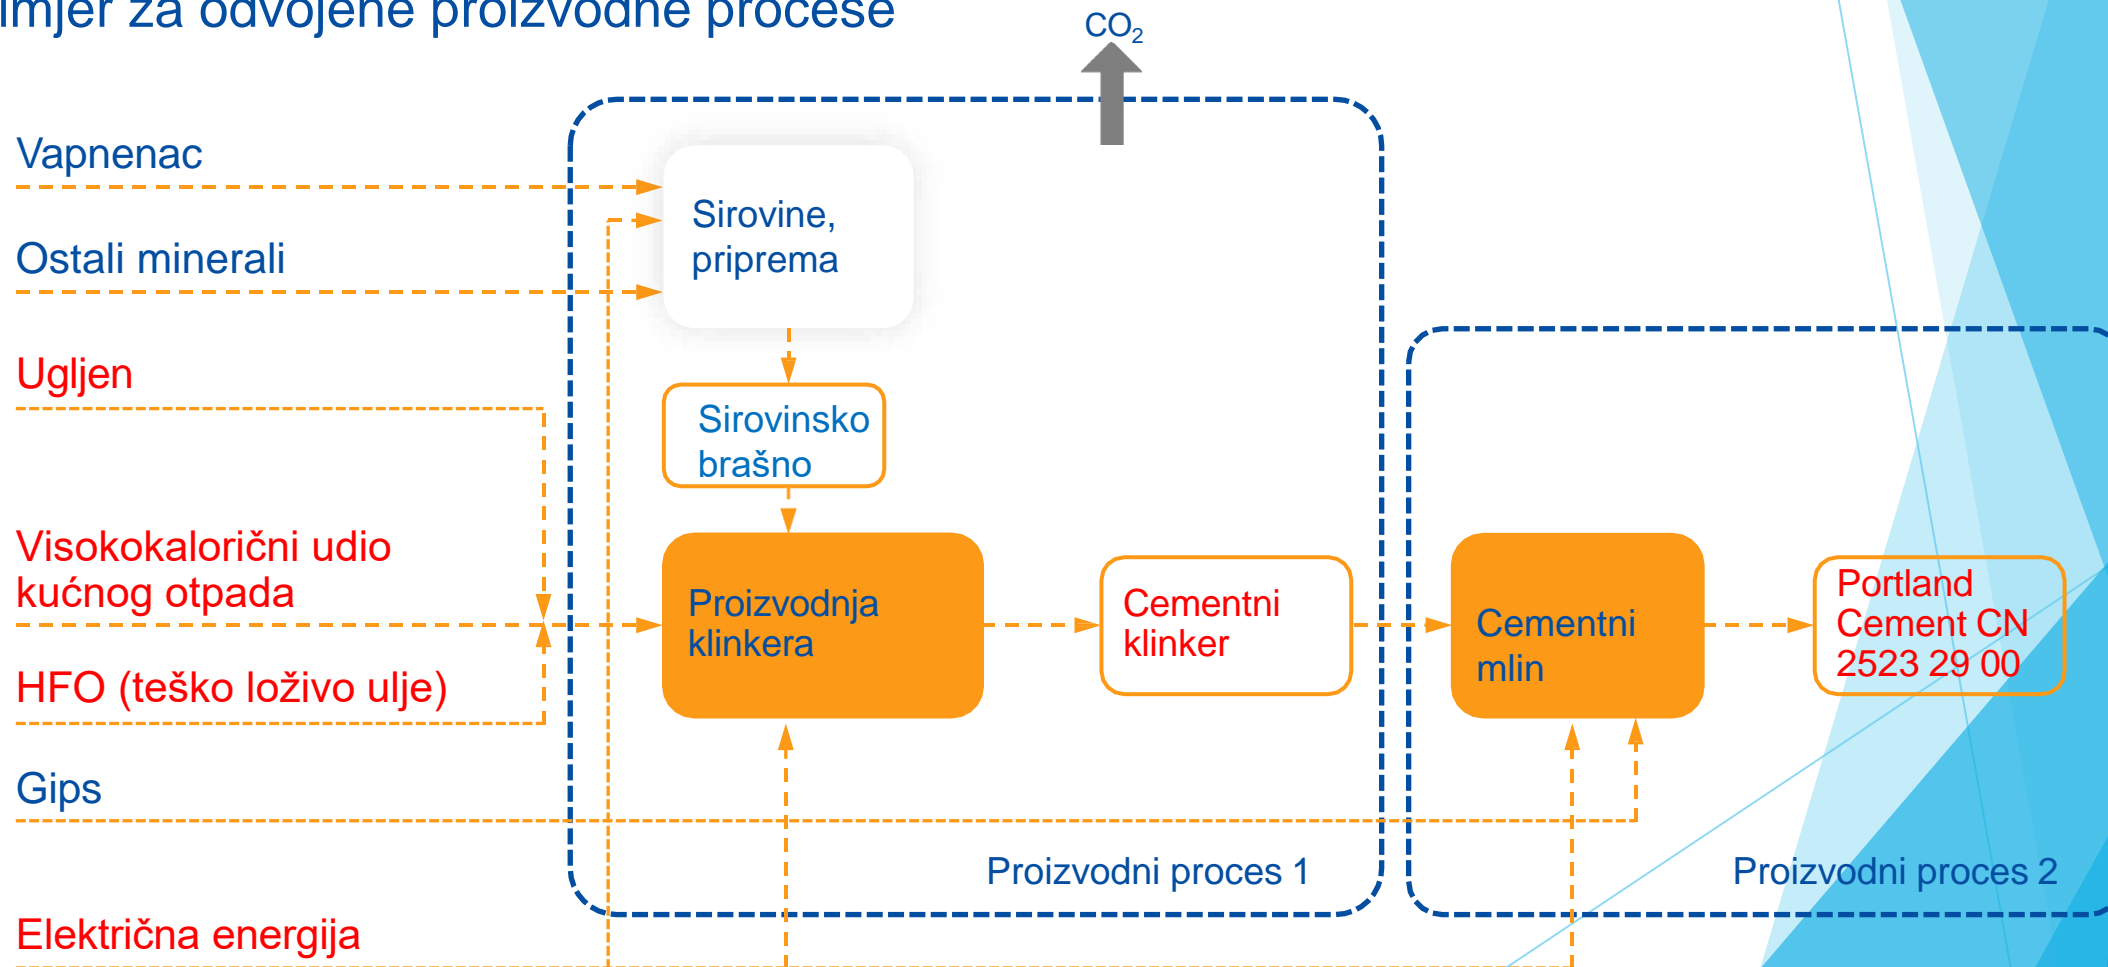 imjer za odvojene proizvodne procese
CO₂
Vapnenac
Ostali minerali
Ugljen
Visokokalorični udio
kućnog otpada
HFO (teško loživo ulje)
Gips
Električna energija
Sirovine,
priprema
Sirovinsko
brašno
Proizvodnja
klinkera
Cementni
klinker
Proizvodni proces 1
Cementni
mlin
Portland
Cement CN
2523 29 00
Proizvodni proces 2